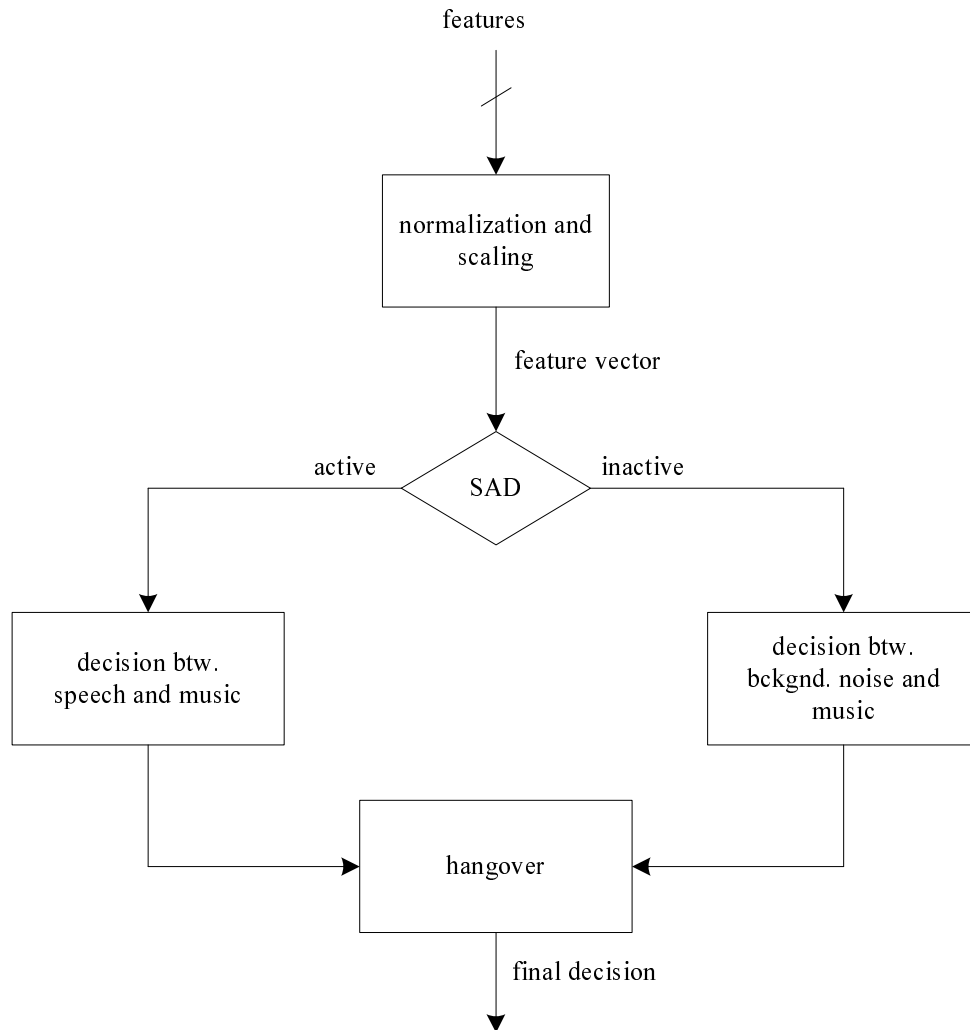 features
normalization and
scaling
feature vector
active
inactive
SAD
decision btw.
speech and music
decision btw.
bckgnd. noise and
music
hangover
final decision